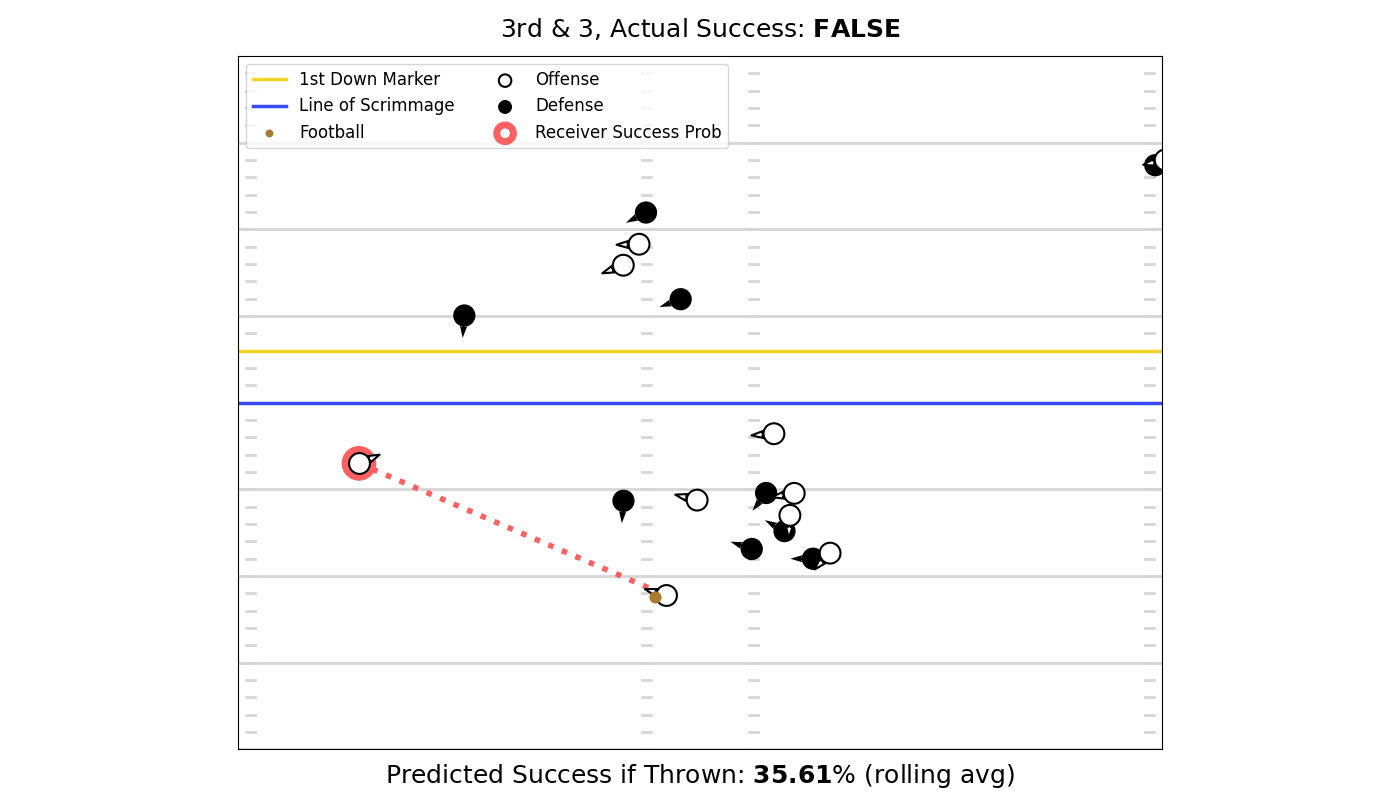 3rd & 3, Actual Success: FALSE
1st Down Marker
Line of Scrimmage
Football
Offense
Defense
Receiver Success Prob
Predicted Success if Thrown: 35.61% (rolling avg)